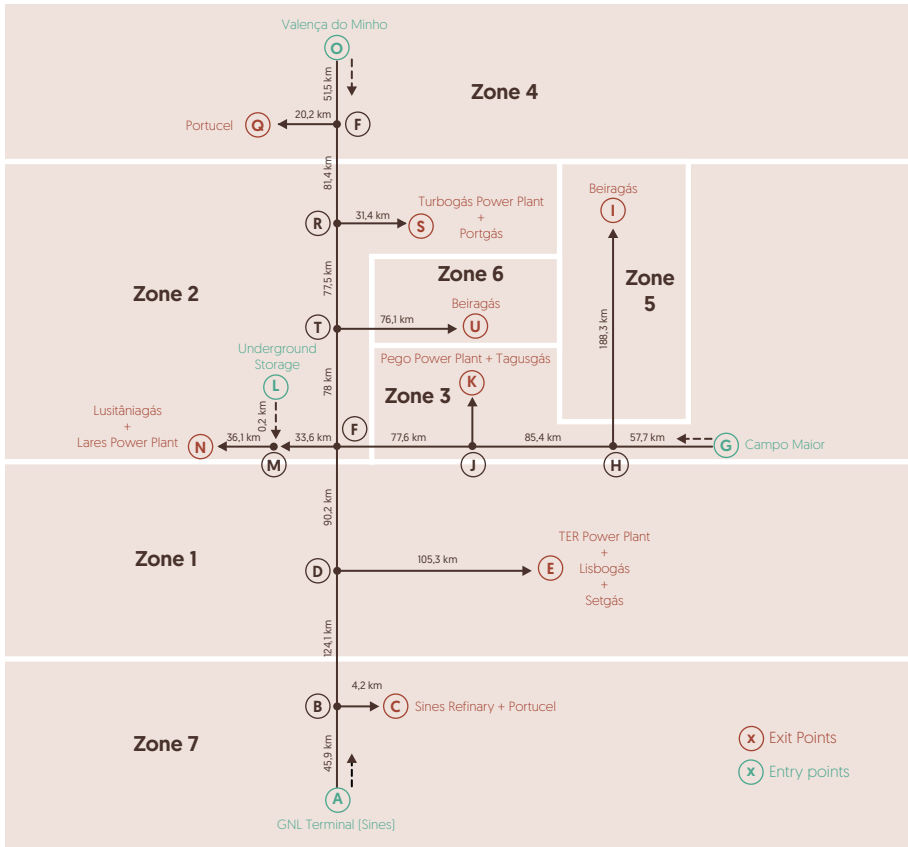 Valença do Minho
O
51,5 km
Zone 4
20,2 km
Portucel
Q
F
81,4 km
Beiragás
I
Turbogás Power Plant
+
Portgás
31,4 km
R
S
Zone 6
Zone
5
77,5 km
Zone 2
Beiragás
76,1 km
T
U
188,3 km
Underground
Storage
Pego Power Plant + Tagusgás
L
K
78 km
Zone 3
0,2 km
Lusitâniagás
+
Lares Power Plant
F
N
36,1 km
33,6 km
77,6 km
85,4 km
57,7 km
G
Campo Maior
M
J
H
90,2 km
Zone 1
TER Power Plant
+
Lisbogás
+
Setgás
105,3 km
D
E
124,1 km
4,2 km
B
C
Sines Refinary + Portucel
Zone 7
45,9 km
x Exit Points
x Entry points
A
GNL Terminal (Sines)